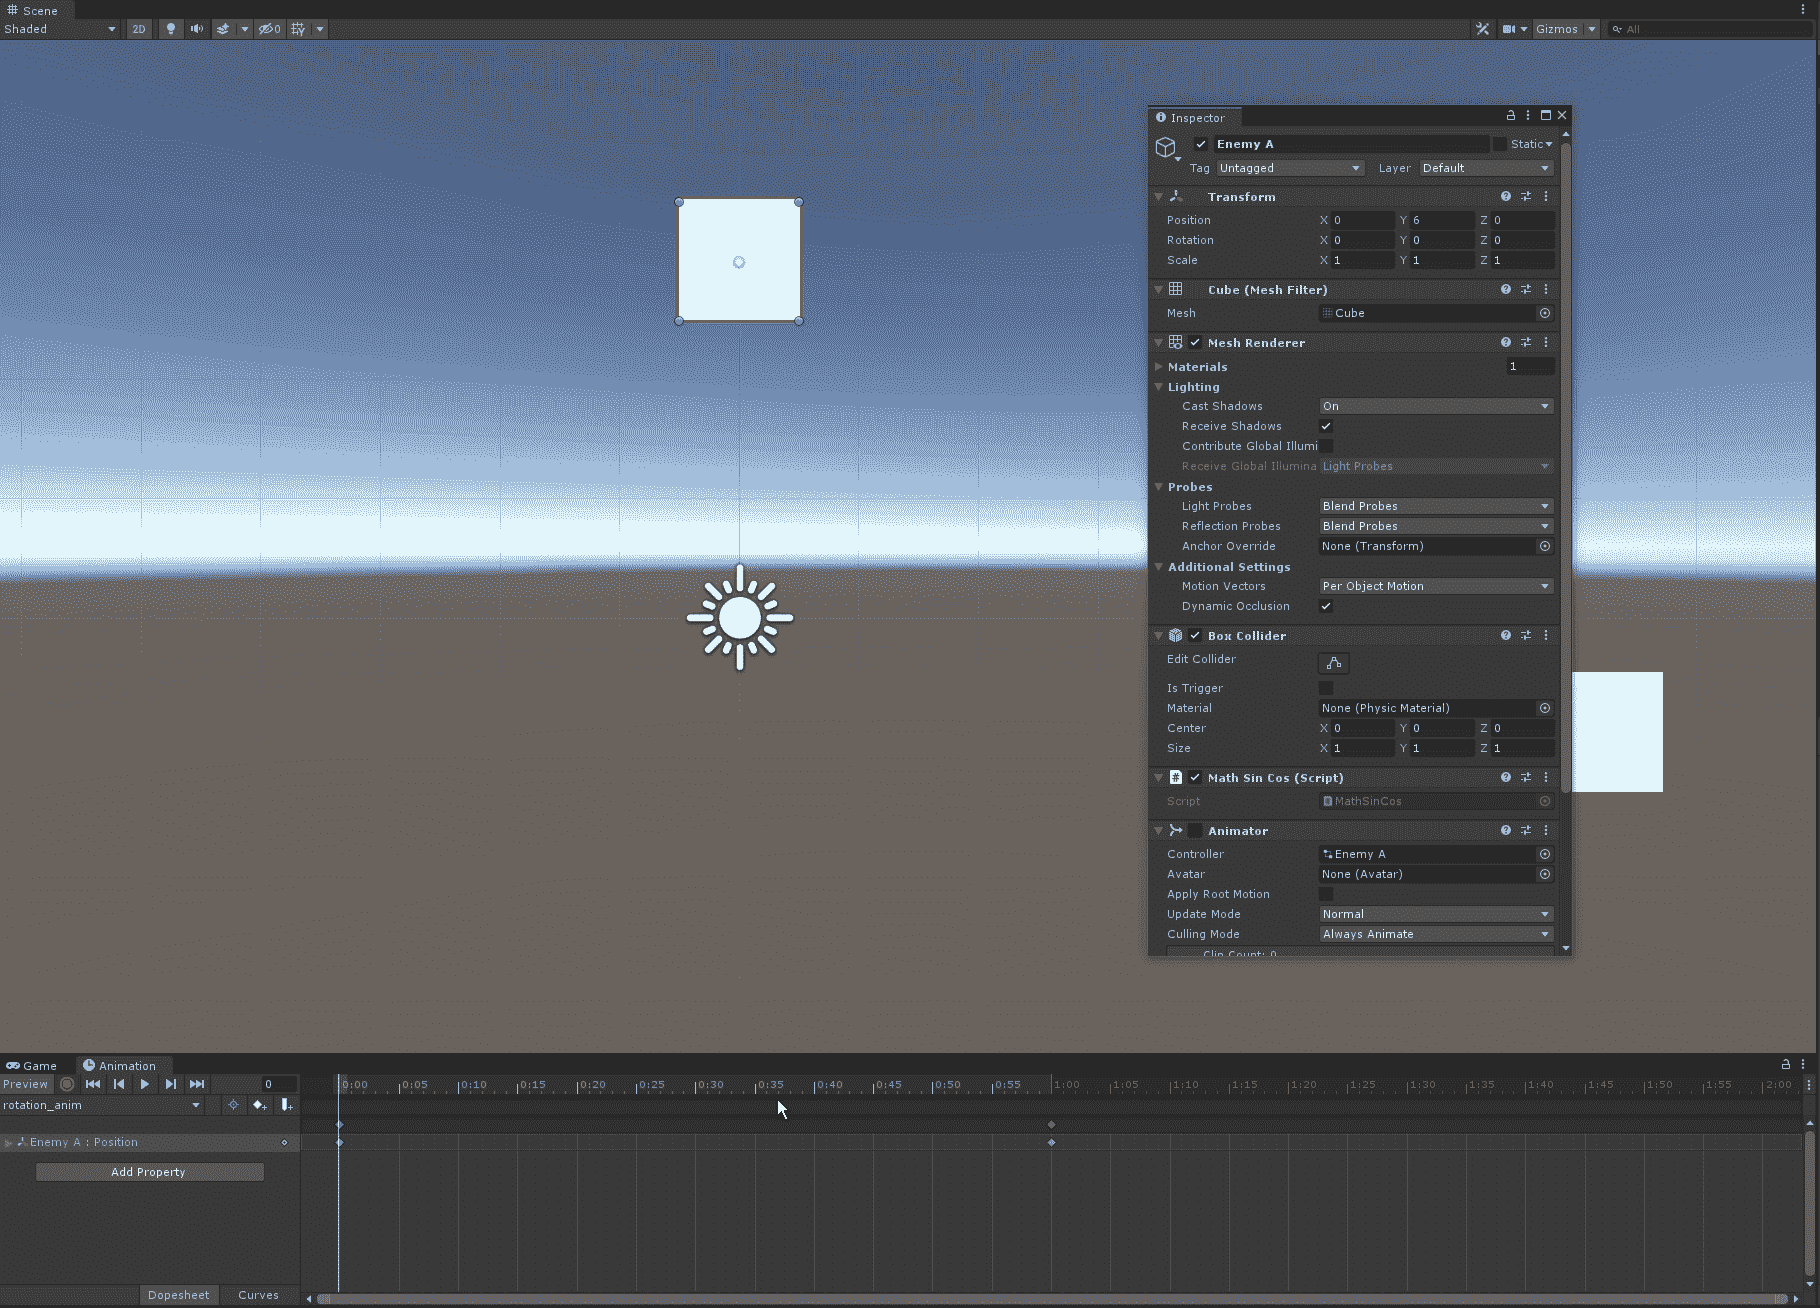 Scene
Shaded 2D 0 Gizmos All
Inspector
Enemy A Static
Tag Untagged Layer Default
Transform
Position X 0 Y 6 Z 0
Rotation X 0 Y 0 Z 0
Scale X 1 Y 1 Z 1
Cube (Mesh Filter)
Mesh Cube
Mesh Renderer
Materials 1
Lighting
Cast Shadows On
Receive Shadows
Contribute Global Illumi
Receive Global Illumina Light Probes
Probes
Light Probes Blend Probes
Reflection Probes Blend Probes
Anchor Override None (Transform)
Additional Settings
Motion Vectors Per Object Motion
Dynamic Occlusion
Box Collider
Edit Collider
Is Trigger
Material None (Physic Material)
Center X 0 Y 0 Z 0
Size X 1 Y 1 Z 1
# Math Sin Cos (Script)
Script MathSinCos
Animator
Controller Enemy A
Avatar None (Avatar)
Apply Root Motion
Update Mode Normal
Culling Mode Always Animate
Clip Count: 0
Game Animation
Preview 0 0:00 0:05 0:10 0:15 0:20 0:25 0:30 0:35 0:40 0:45 0:50 0:55 1:00 1:05 1:10 1:15 1:20 1:25 1:30 1:35 1:40 1:45 1:50 1:55 2:00
rotation_anim
Enemy A : Position
Add Property
Dopesheet Curves